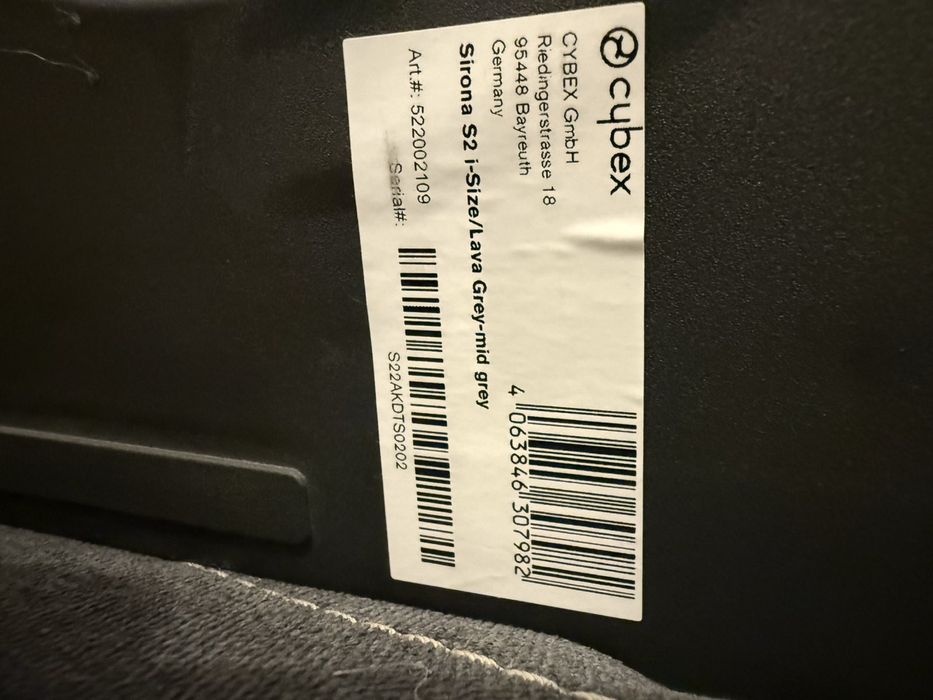 cybex
CYBEX GmbH
Riedingerstrasse 18
95448 Bayreuth
Germany
4 063846 307982
Sirona S2 i-Size/Lava Grey-mid grey
Art.#: 522002109
Serial#:
S22AKDTS0202